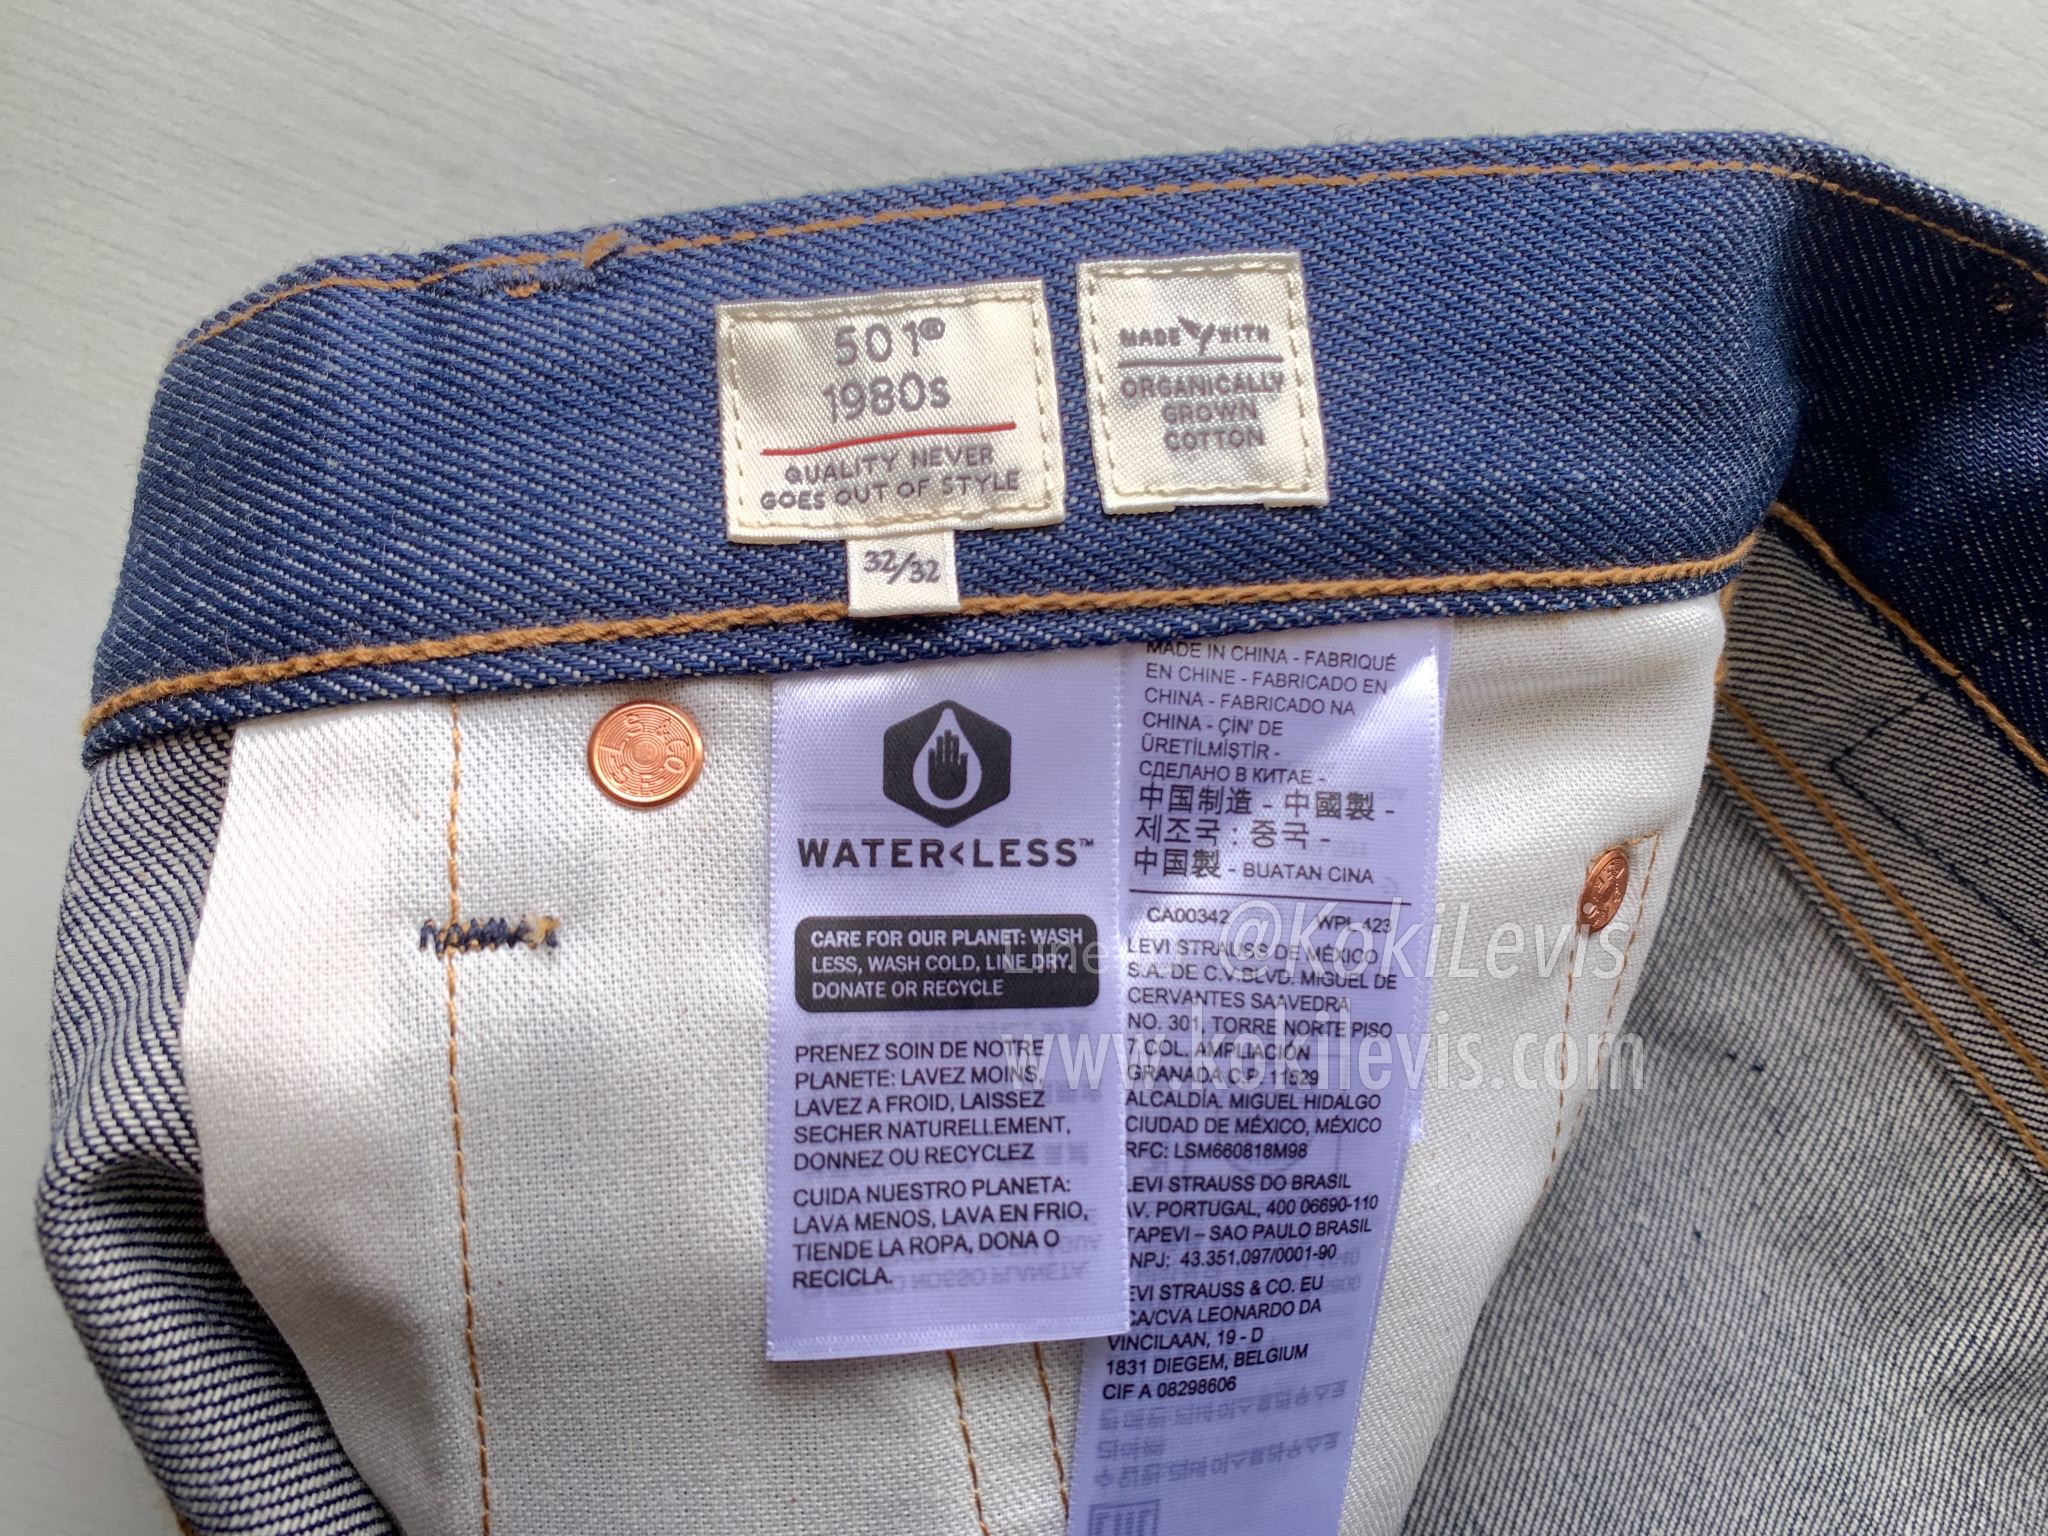 501®
1980s
QUALITY NEVER
GOES OUT OF STYLE
32/32
MADE WITH
ORGANICALLY
GROWN
COTTON
L.S.&CO
S.F.
WATER<LESS™
CARE FOR OUR PLANET: WASH
LESS, WASH COLD, LINE DRY,
DONATE OR RECYCLE
PRENEZ SOIN DE NOTRE
PLANETE: LAVEZ MOINS,
LAVEZ A FROID, LAISSEZ
SECHER NATURELLEMENT,
DONNEZ OU RECYCLEZ
CUIDA NUESTRO PLANETA:
LAVA MENOS, LAVA EN FRIO,
TIENDE LA ROPA, DONA O
RECICLA.
MADE IN CHINA - FABRIQUÉ
EN CHINE - FABRICADO EN
CHINA - FABRICADO NA
CHINA - ÇİN' DE
ÜRETİLMİŞTİR -
СДЕЛАНО В КИТАЕ -
中国制造 - 中國製 -
제조국 : 중국 -
中国製 - BUATAN CINA
CA00342 WPL 423
LEVI STRAUSS DE MÉXICO
S.A. DE C.V.BLVD. MIGUEL DE
CERVANTES SAAVEDRA
NO. 301, TORRE NORTE PISO
7 COL. AMPLIACIÓN
GRANADA C.P. 11529
ALCALDÍA. MIGUEL HIDALGO
CIUDAD DE MÉXICO, MÉXICO
RFC: LSM660818M98
LEVI STRAUSS DO BRASIL
AV. PORTUGAL, 400 06690-110
ITAPEVI – SAO PAULO BRASIL
CNPJ: 43.351.097/0001-90
LEVI STRAUSS & CO. EU
BCA/CVA LEONARDO DA
VINCILAAN, 19 - D
1831 DIEGEM, BELGIUM
CIF A 08298606
Line : @KokiLevis
www.kokilevis.com